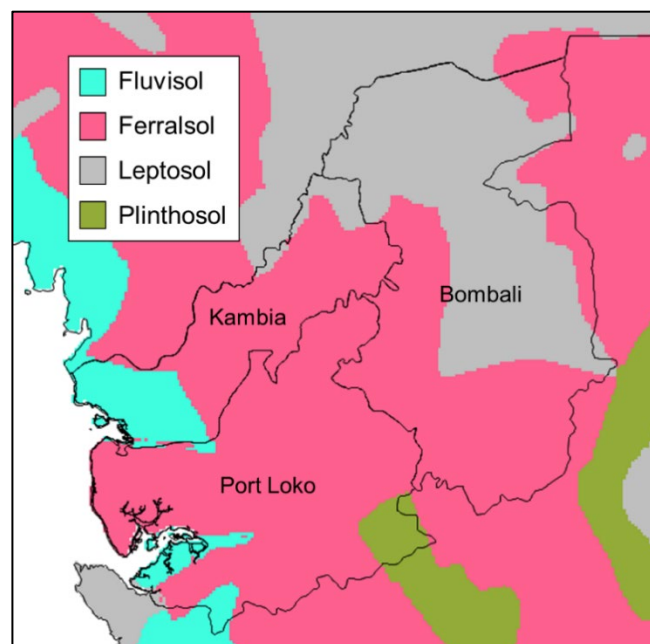 Fluvisol
Ferralsol
Leptosol
Plinthosol
Bombali
Kambia
Port Loko